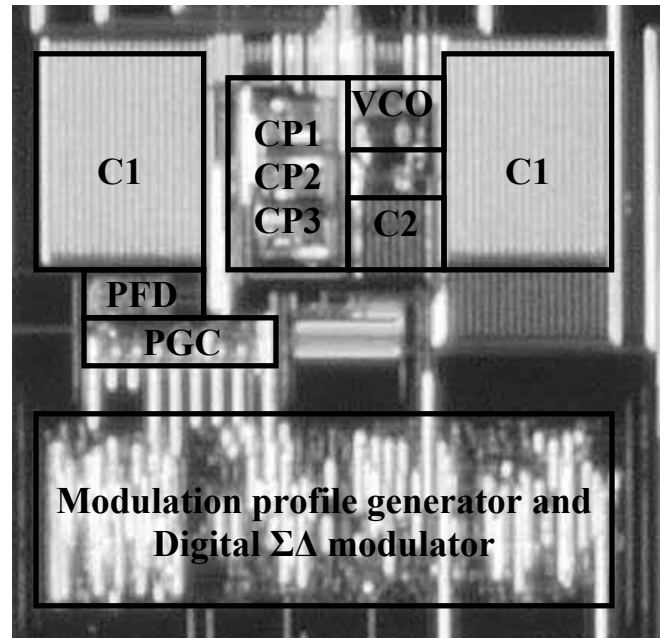 C1
CP1
CP2
CP3
VCO
C2
C1
PFD
PGC
Modulation profile generator and
Digital ΣΔ modulator